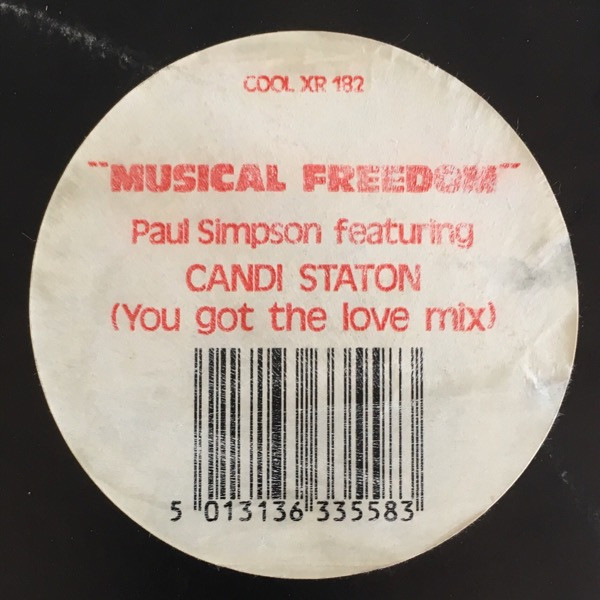 COOL XR 182
"MUSICAL FREEDOM"
Paul Simpson featuring
CANDI STATON
(You got the love mix)
5 013136 335583